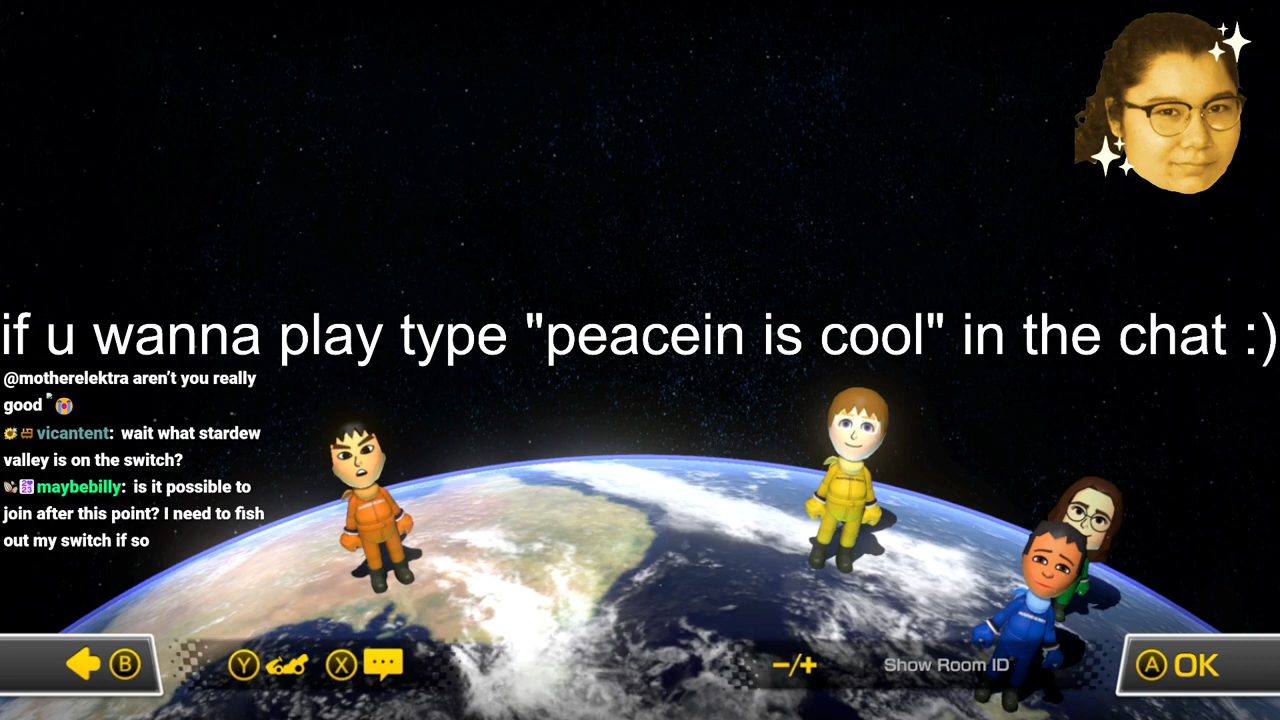 if u wanna play type "peacein is cool" in the chat :)
@motherelektra aren't you really
good
vicantent: wait what stardew
valley is on the switch?
maybebilly: is it possible to
join after this point? I need to fish
out my switch if so
B
Y
X
-/+ Show Room ID
A OK